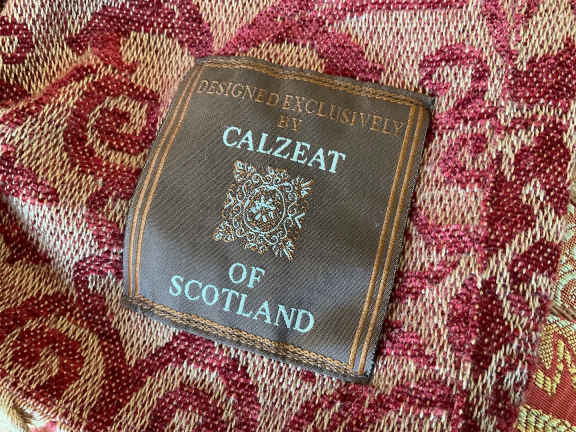 DESIGNED EXCLUSIVELY
BY
CALZEAT
OF
SCOTLAND